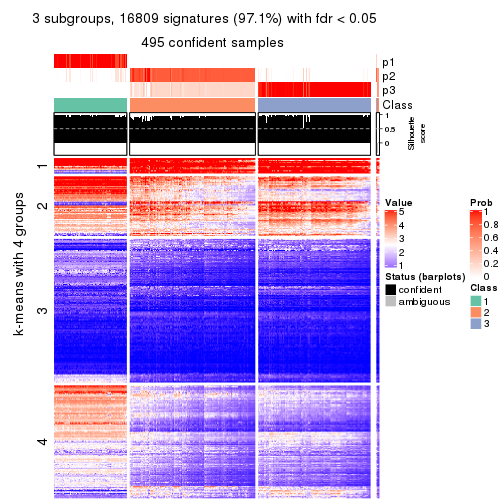 3 subgroups, 16809 signatures (97.1%) with fdr < 0.05
495 confident samples
p1
p2
p3
Class
1
0.5
0
Silhouette
score
k-means with 4 groups
1
2
3
4
Value
5
4
3
2
1
Status (barplots)
confident
ambiguous
Prob
1
0.8
0.6
0.4
0.2
0
Class
1
2
3